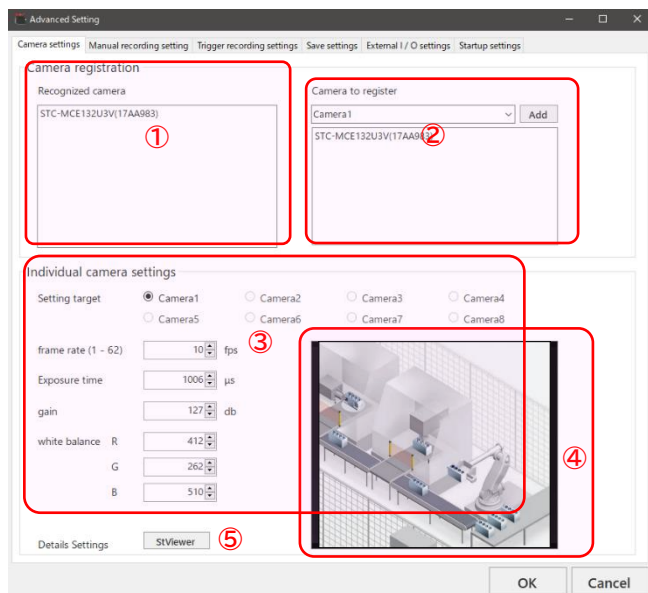 Advanced Setting
Camera settings Manual recording setting Trigger recording settings Save settings External I / O settings Startup settings
Camera registration
Recognized camera
STC-MCE132U3V(17AA983)
①
Camera to register
Camera1 Add
STC-MCE132U3V(17AA983)
②
Individual camera settings
Setting target Camera1 Camera2 Camera3 Camera4
Camera5 Camera6 Camera7 Camera8
③
frame rate (1 - 62) 10 fps
Exposure time 1006 μs
gain 127 db
white balance R 412
G 262
B 510
④
Details Settings StViewer ⑤
OK Cancel